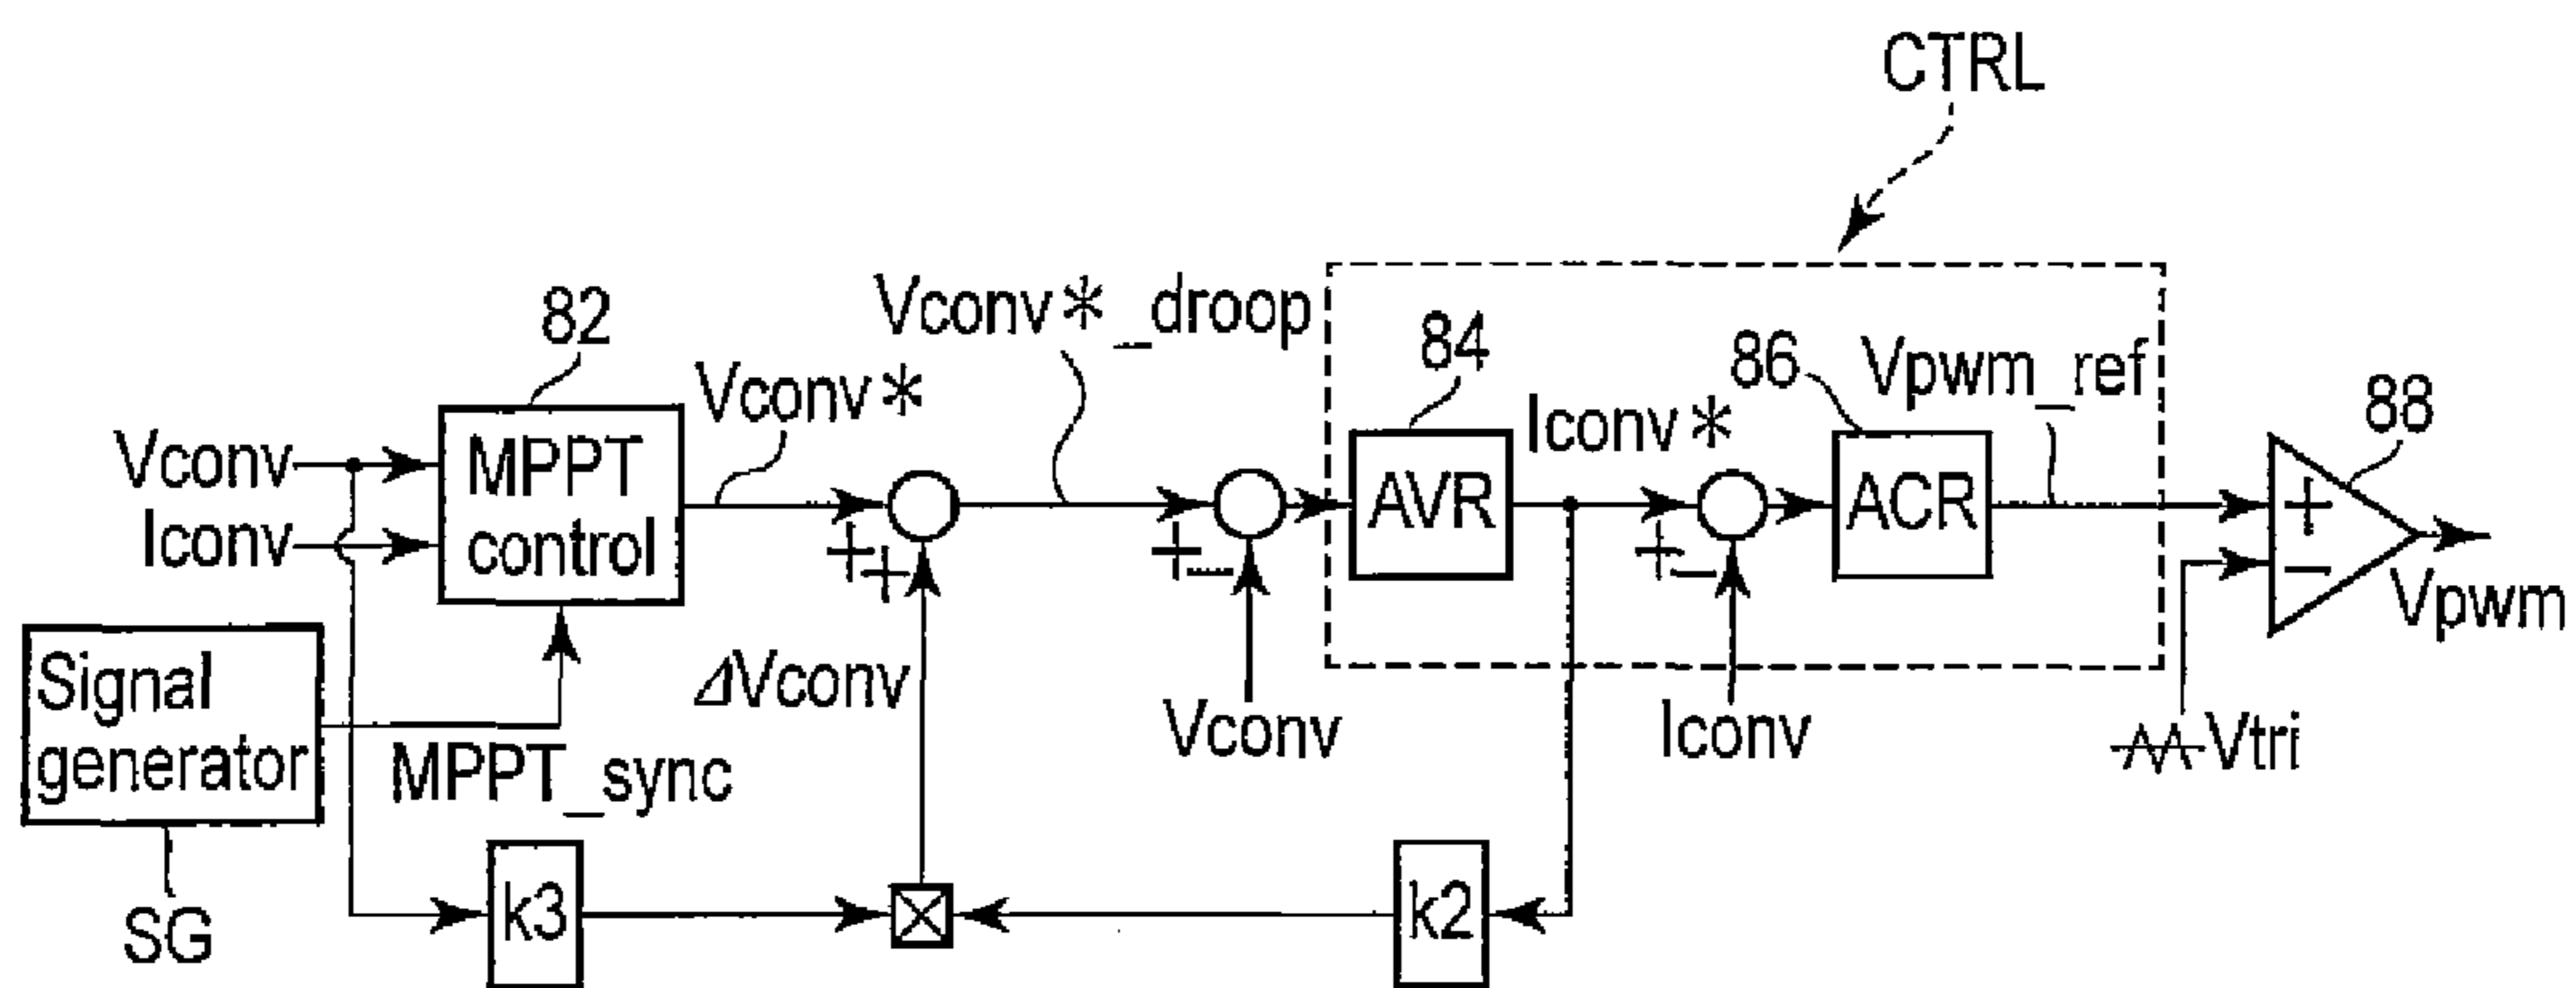 CTRL
82
Vconv*_droop
84
86
Vpwm_ref
88
Vconv*
Iconv*
Vconv
Iconv
MPPT
control
AVR
ACR
+
+
+
-
+
-
+
-
Vpwm
Signal
generator
MPPT_sync
ΔVconv
Vconv
Iconv
Vtri
SG
k3
k2